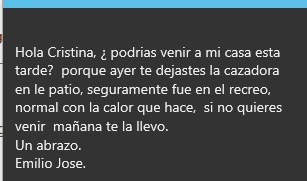 Hola Cristina, ¿ podrias venir a mi casa esta
tarde?  porque ayer te dejastes la cazadora
en le patio, seguramente fue en el recreo,
normal con la calor que hace,  si no quieres
venir  mañana te la llevo.
Un abrazo.
Emilio Jose.